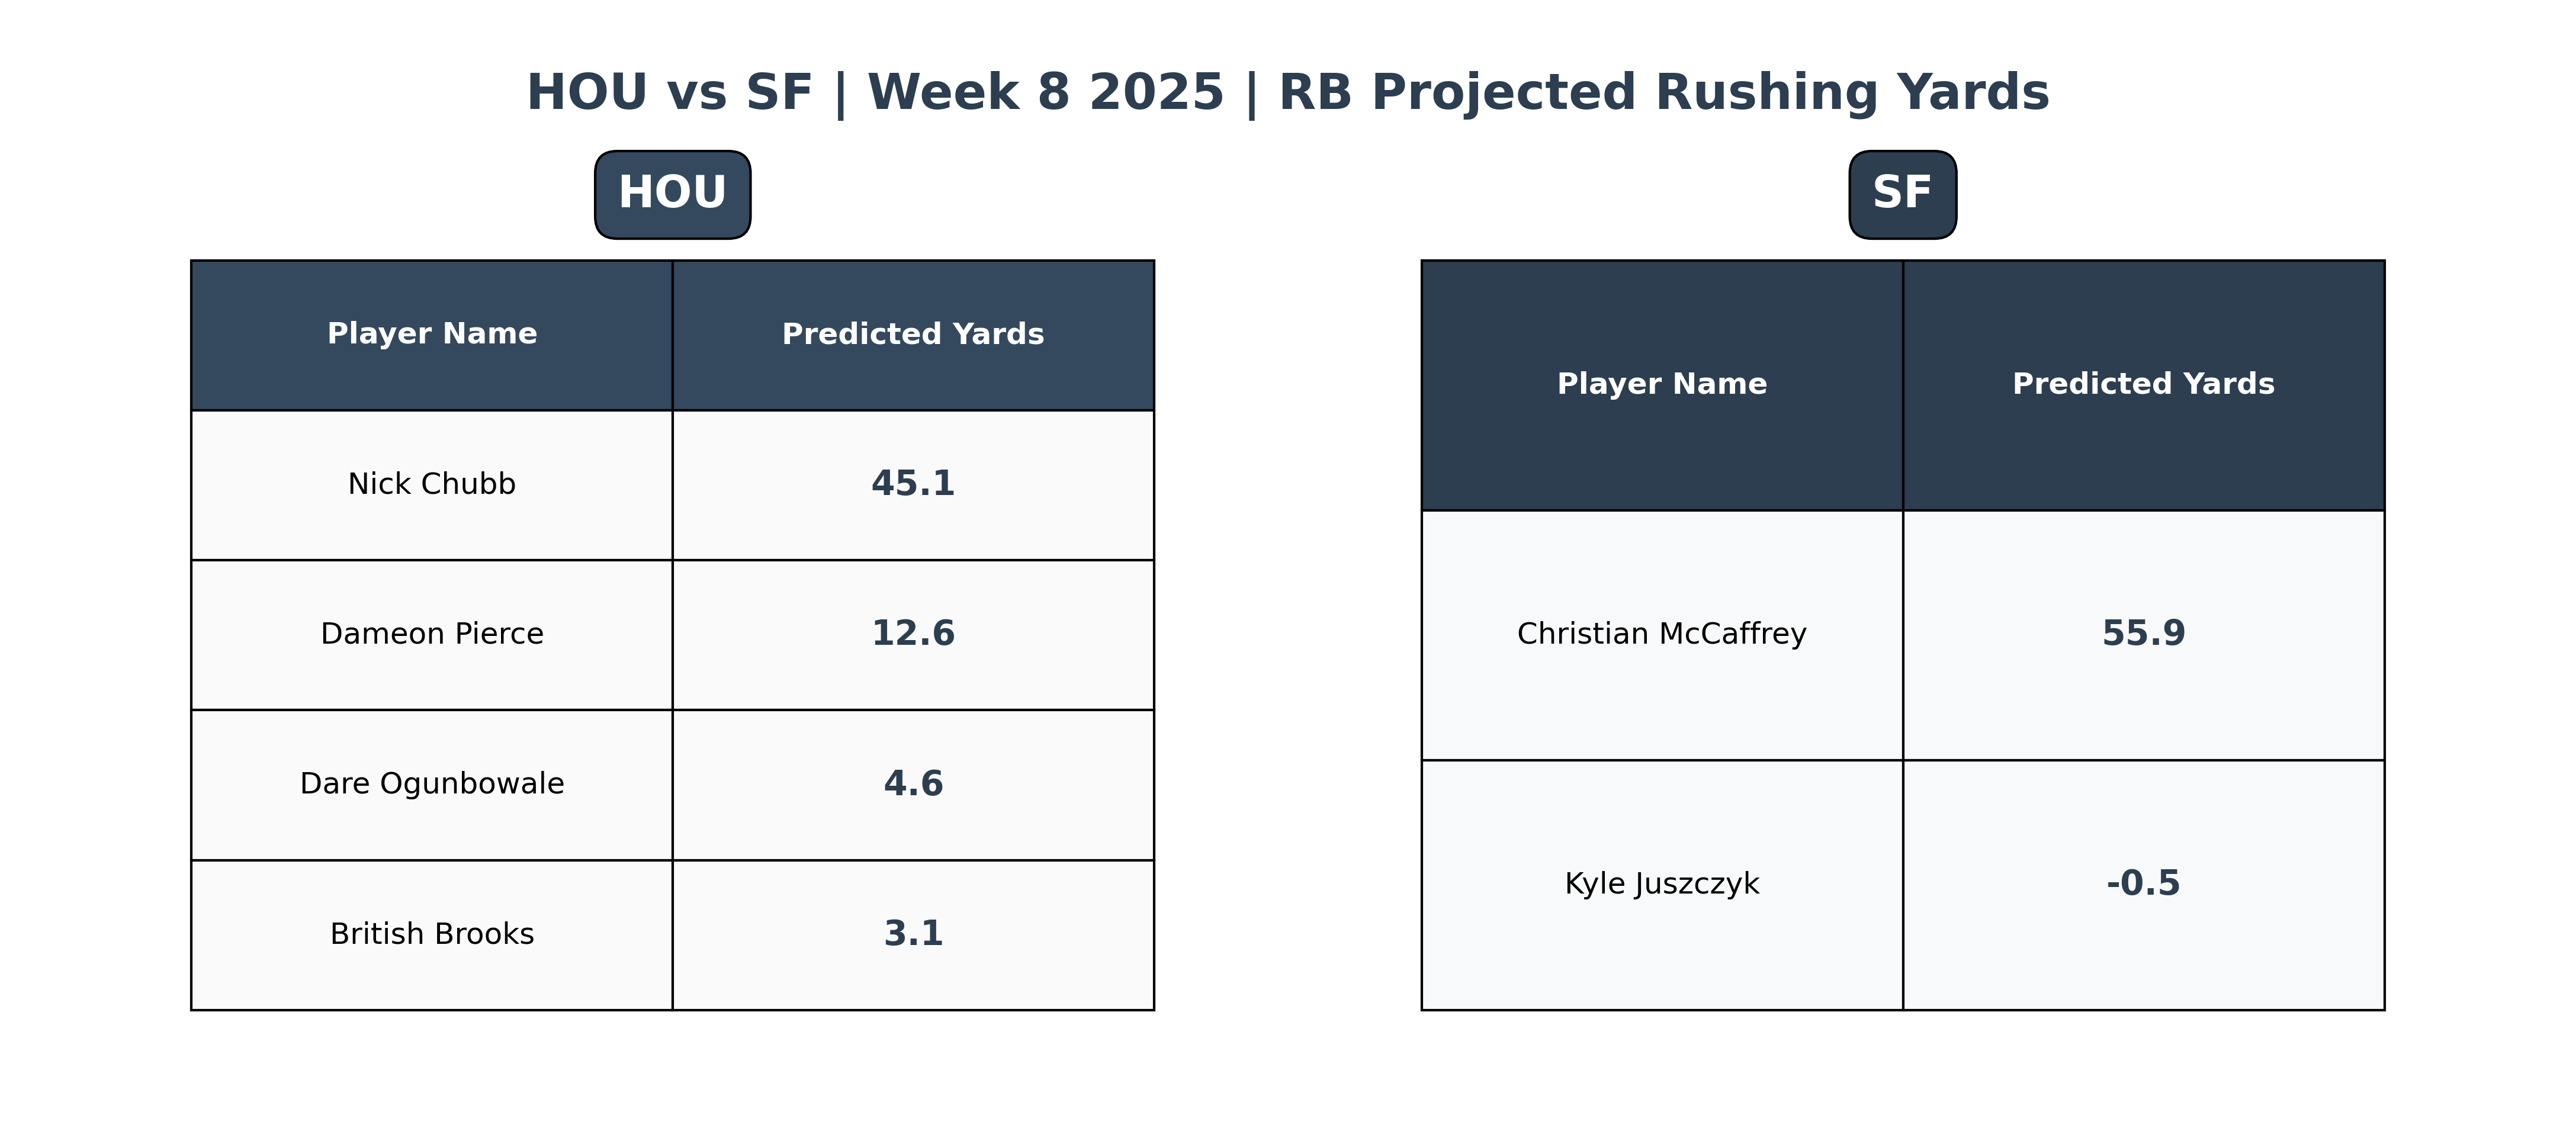 HOU vs SF | Week 8 2025 | RB Projected Rushing Yards
HOU
Player Name Predicted Yards
Nick Chubb 45.1
Dameon Pierce 12.6
Dare Ogunbowale 4.6
British Brooks 3.1
SF
Player Name Predicted Yards
Christian McCaffrey 55.9
Kyle Juszczyk -0.5